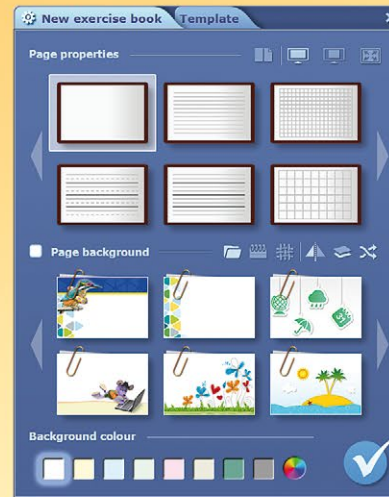 New exercise book Template
Page properties
Page background
Background colour